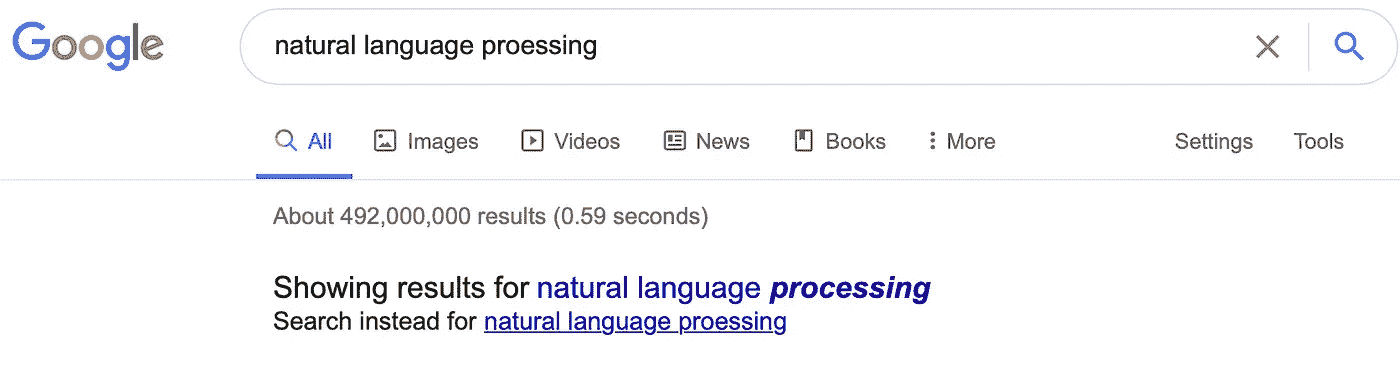 Google natural language proessing
All Images Videos News Books More Settings Tools
About 492,000,000 results (0.59 seconds)
Showing results for natural language processing
Search instead for natural language proessing